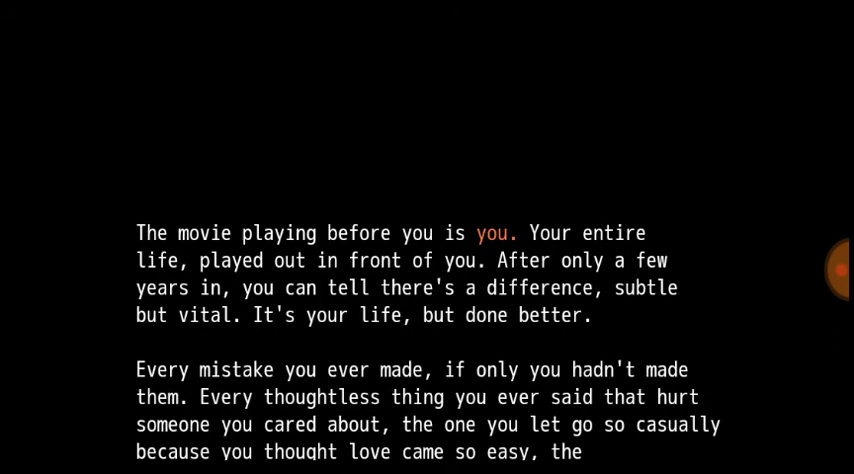 The movie playing before you is you. Your entire
life, played out in front of you. After only a few
years in, you can tell there's a difference, subtle
but vital. It's your life, but done better.
Every mistake you ever made, if only you hadn't made
them. Every thoughtless thing you ever said that hurt
someone you cared about, the one you let go so casually
because you thought love came so easy, the